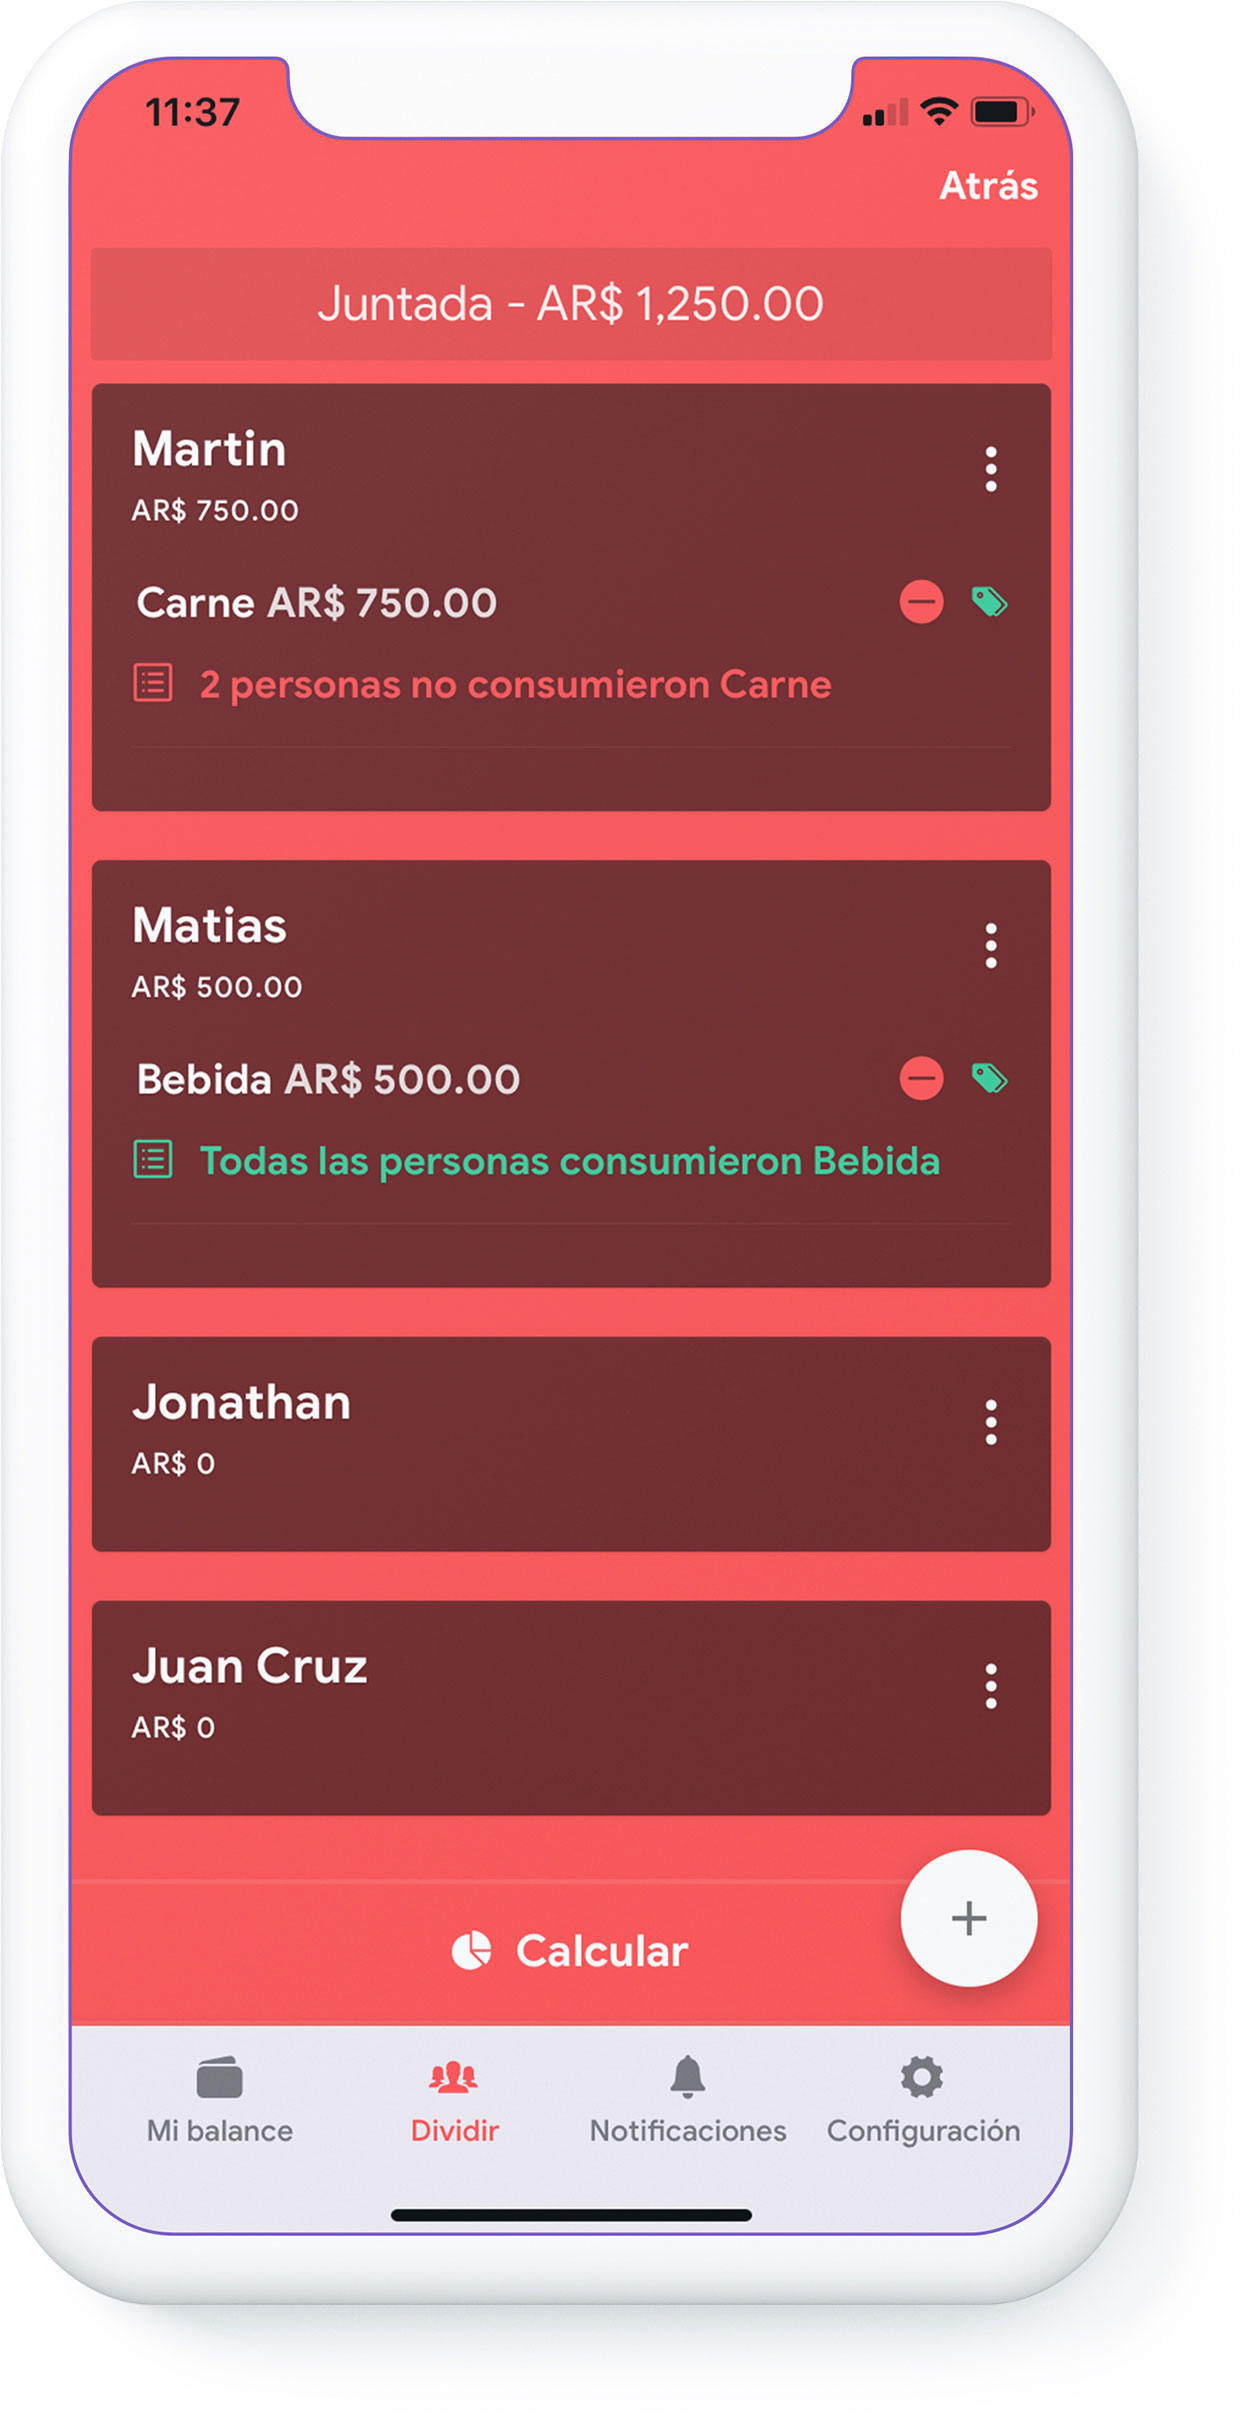 11:37
Atrás
Juntada - AR$ 1,250.00
Martin
AR$ 750.00
Carne AR$ 750.00
2 personas no consumieron Carne
Matias
AR$ 500.00
Bebida AR$ 500.00
Todas las personas consumieron Bebida
Jonathan
AR$ 0
Juan Cruz
AR$ 0
Calcular
Mi balance
Dividir
Notificaciones
Configuración